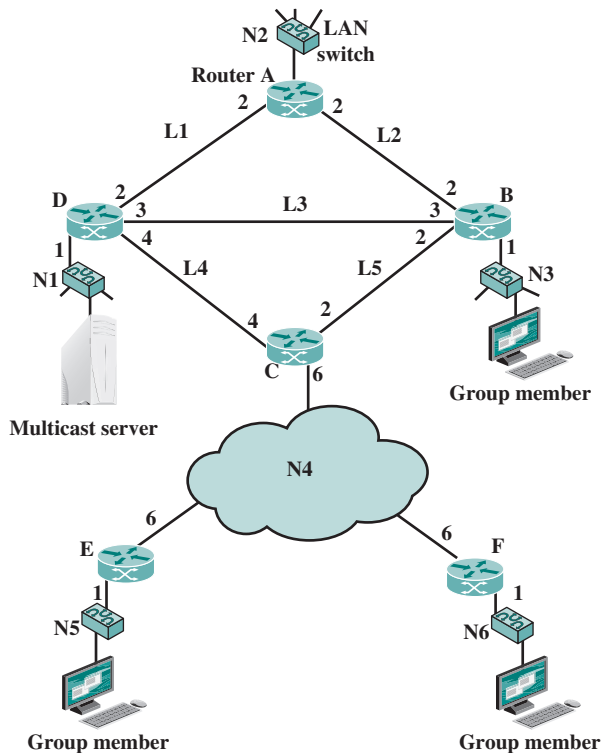 N2
LAN
switch
Router A
2
2
L1
L2
D
2
3
4
L3
2
3
2
B
1
N1
L4
L5
1
N3
4
2
C
6
Multicast server
Group member
N4
6
6
E
F
1
N5
1
N6
Group member
Group member